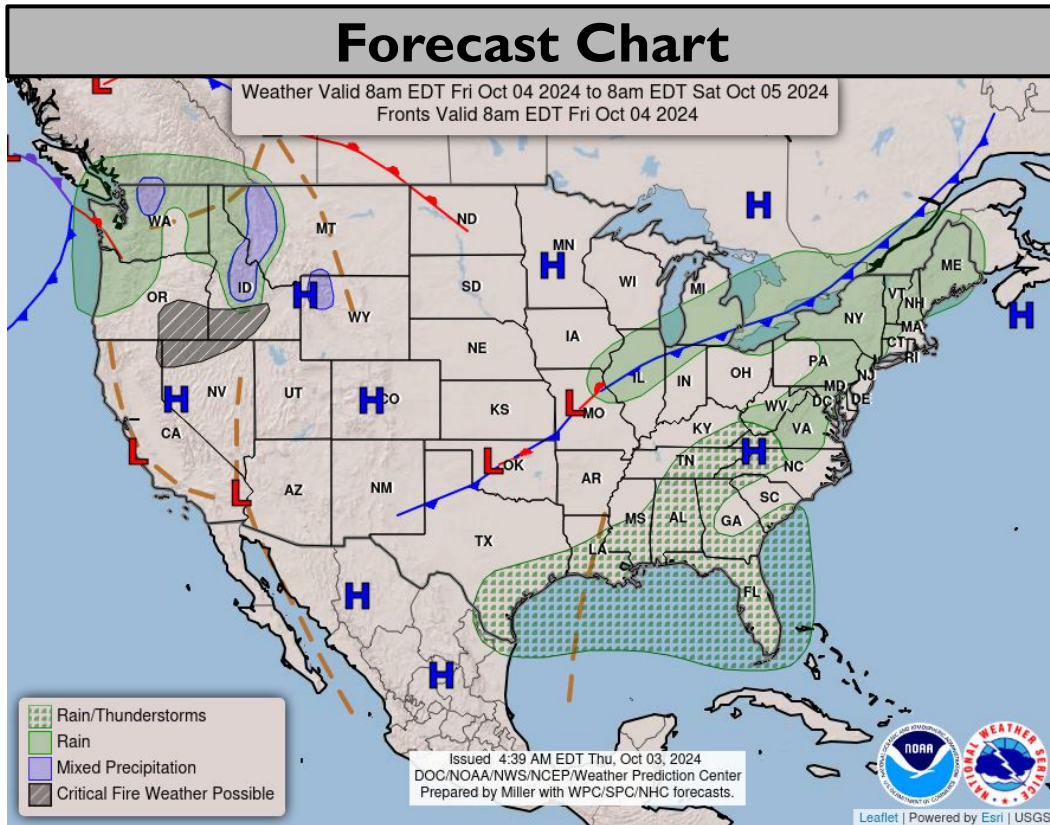 Forecast Chart
Weather Valid 8am EDT Fri Oct 04 2024 to 8am EDT Sat Oct 05 2024
Fronts Valid 8am EDT Fri Oct 04 2024
L
L
H
WA
MT
ND
MN
H
ME
OR
ID
H
WY
SD
WI
MI
VT
NH
NY
MA
CT
RI
H
IA
NE
PA
NJ
H
NV
UT
H
CO
KS
L
MO
IL
IN
OH
MD
DE
DC
WV
VA
CA
L
KY
H
AZ
NM
L
OK
AR
TN
NC
L
SC
MS
AL
GA
TX
LA
H
FL
H
Rain/Thunderstorms
Rain
Mixed Precipitation
Critical Fire Weather Possible
Issued 4:39 AM EDT Thu, Oct 03, 2024
DOC/NOAA/NWS/NCEP/Weather Prediction Center
Prepared by Miller with WPC/SPC/NHC forecasts.
NOAA
NATIONAL WEATHER SERVICE
Leaflet | Powered by Esri | USGS